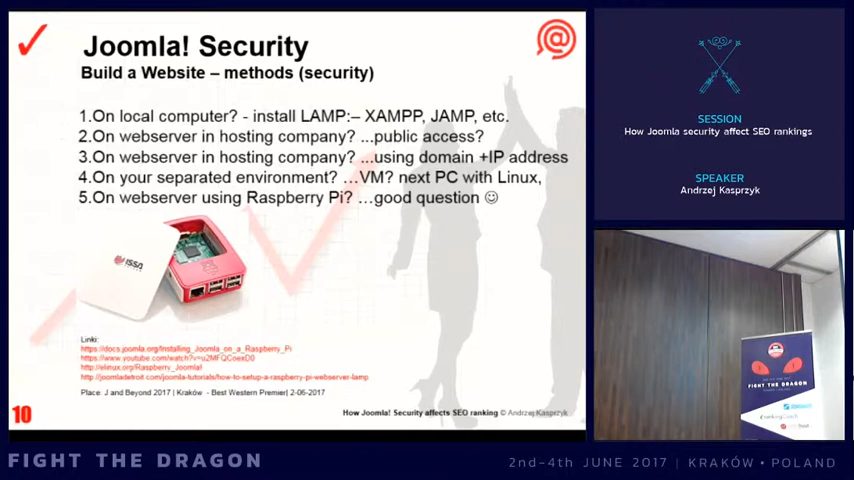 Joomla! Security
Build a Website – methods (security)
1.On local computer? - install LAMP:– XAMPP, JAMP, etc.
2.On webserver in hosting company? ...public access?
3.On webserver in hosting company? ...using domain +IP address
4.On your separated environment? …VM? next PC with Linux,
5.On webserver using Raspberry Pi? …good question ☺
ISSA
Linki:
https://docs.joomla.org/Installing_Joomla_on_a_Raspberry_Pi
https://www.youtube.com/watch?v=u2MFQCoexD0
http://elinux.org/Raspberry_Joomla!
http://joomladetroit.com/joomla-tutorials/how-to-setup-a-raspberry-pi-webserver-lamp
Place: J and Beyond 2017 | Kraków - Best Western Premier| 2-06-2017
10
How Joomla! Security affects SEO ranking © Andrzej Kasprzyk
SESSION
How Joomla security affect SEO rankings
SPEAKER
Andrzej Kasprzyk
FIGHT THE DRAGON
FIGHT THE DRAGON
2nd-4th JUNE 2017 | KRAKÓW • POLAND